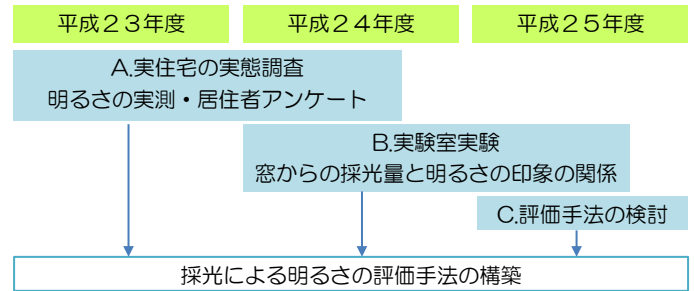 平成２３年度
平成２４年度
平成２５年度
A.実住宅の実態調査
明るさの実測・居住者アンケート
B.実験室実験
窓からの採光量と明るさの印象の関係
C.評価手法の検討
採光による明るさの評価手法の構築